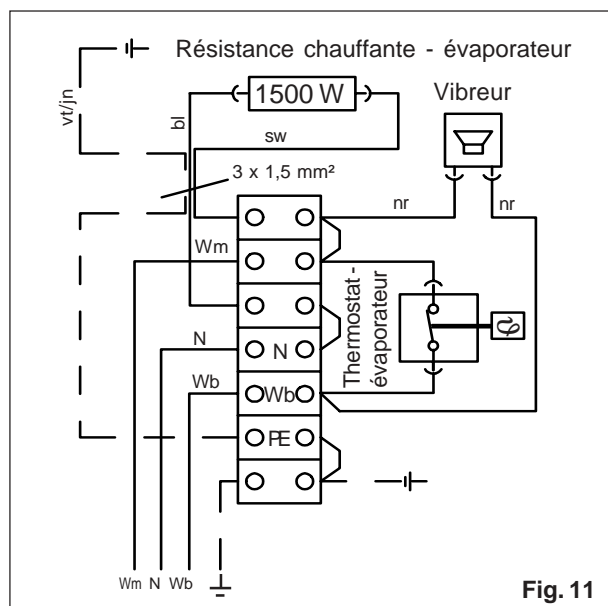 Résistance chauffante - évaporateur
vt/jn
1500 W
Vibreur
bl
sw
3 x 1,5 mm²
nr
nr
Wm
Thermostat -
évaporateur
ϑ
N
N
Wb
Wb
PE
Wm N Wb
Fig. 11